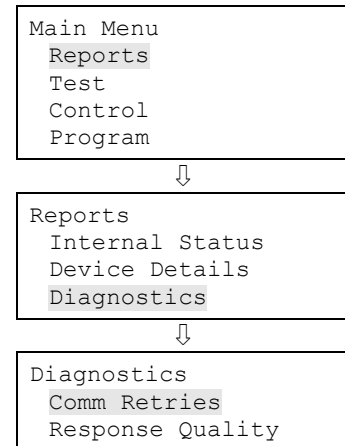 Main Menu
Reports
Test
Control
Program
⇩
Reports
Internal Status
Device Details
Diagnostics
⇩
Diagnostics
Comm Retries
Response Quality